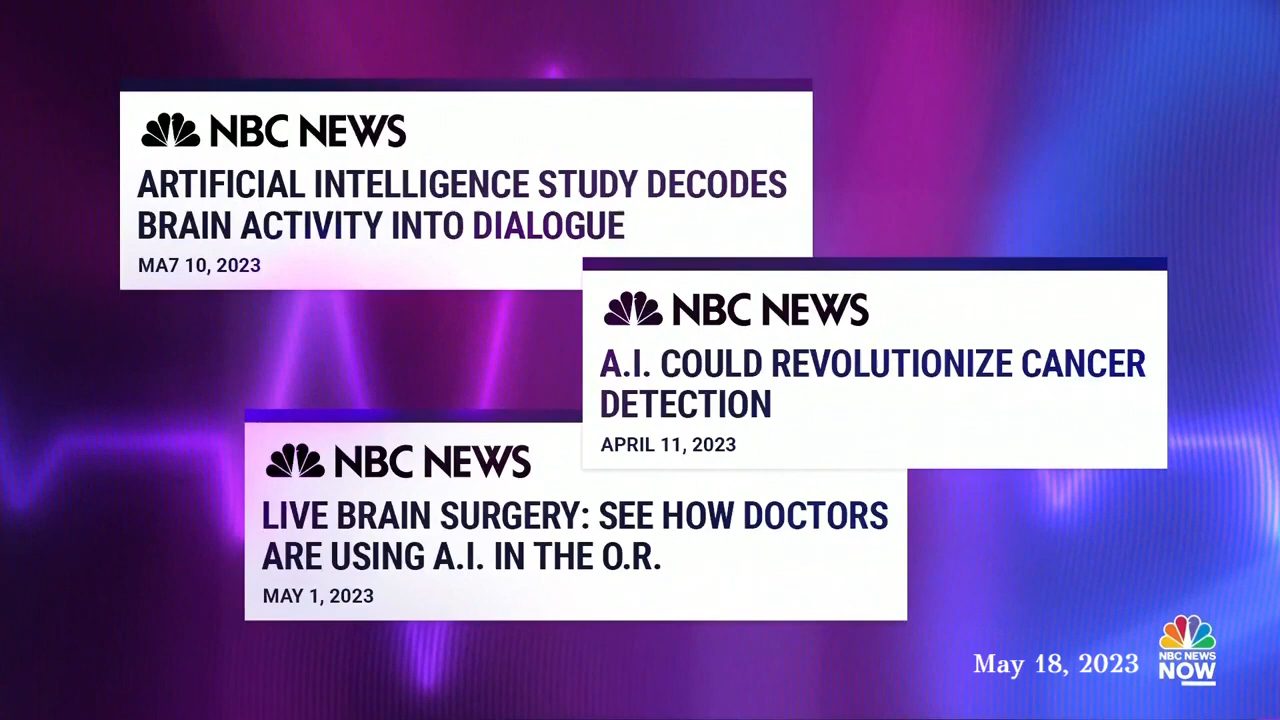 NBC NEWS
ARTIFICIAL INTELLIGENCE STUDY DECODES
BRAIN ACTIVITY INTO DIALOGUE
MA7 10, 2023
NBC NEWS
A.I. COULD REVOLUTIONIZE CANCER
DETECTION
APRIL 11, 2023
NBC NEWS
LIVE BRAIN SURGERY: SEE HOW DOCTORS
ARE USING A.I. IN THE O.R.
MAY 1, 2023
May 18, 2023
NBC NEWS
NOW